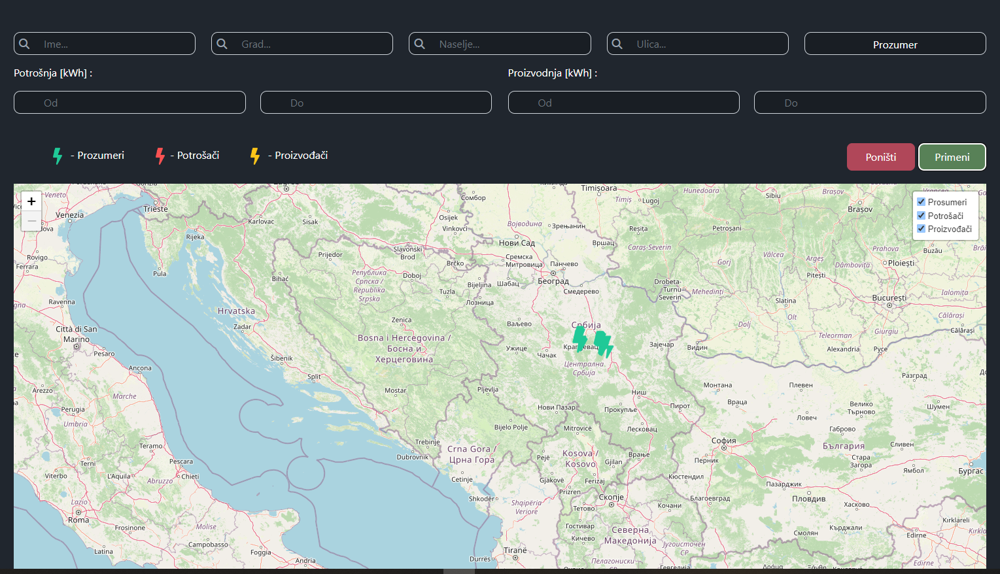 Ime...
Grad...
Naselje...
Ulica...
Prozumer
Potrošnja [kWh] :
Proizvodnja [kWh] :
Od
Do
Od
Do
- Prozumeri
- Potrošači
- Proizvođači
Poništi
Primeni
+
−
Prosumeri
Potrošači
Proizvođači
Veneto
Venezia
Trieste
Rovigo
Ferrara
Ravenna
Città di San
Marino
Pesaro
Ancona
Arezzo
Marche
Perugia
Umbria
Teramo
Terni
Pescara
Viterbo
L'Aquila
Chieti
Abruzzo
Lazio
Roma
Frosinone
Molise
Latina
Campobasso
Foggia
Andria
Rijeka
Pula
Karlovac
Sisak
Hrvatska
Zadar
Šibenik
Split
Prijedor
Bihać
Slavonski
Brod
Република
Српска /
Republika
Srpska
Doboj
Tuzla
Brčko
Bijeljina
Zenica
Bosna i Hercegovina /
Босна и
Херцеговина
Mostar
Trebinje
Dubrovnik
Сомбор
Osijek
Vinkovci
Војводина
Зрењанин
Нови Сад
Сремска
Митровица
Панчево
Београд
Шабац
Смедерево
Лозница
Ваљево
Србија
Ужице
Чачак
Зајечар
Централна
Србија
Pljevlja
Нови Пазар
Ниш
Прокупље
Пирот
Лесковац
Врање
Bijelo Polje
Mitrovicë
Crna Gora /
Црна Гора
Pejë
Kosova /
Kosovo
Gjilan
Cetinje
Gjakovë
Ferizaj
Prizren
Shkodër
Shqipëria
Veriore
Тетово
Скопје
Гостивар
Кичево
Северна
Македонија
Кочани
Југоисточен
СР
Пелагониски
СР
Tiranë
Durrës
Timișoara
Timiș
Lugoj
Hunedoara
Sibiu
Brașov
Brașov
Вршац
Reșița
Caraș-Severin
Petroșani
Vâlcea
Gorj
Argeș
Prahova
Buzău
Dâmbovița
Ploiești
Pitești
Drobeta-
Turnu
Severin
Mehedinți
Slatina
București
Ialomița
Olt
Dolj
Călărași
Călărași
Giurgiu
Teleorman
Видин
Alexandria
Русе
Монтана
Плевен
Разград
Враца
Велико
Търново
Шумен
Ловеч
Габрово
София
България
Сливен
Перник
Стара
Загора
Ямбол
Бургас
Кюстендил
Пазарджик
Благоевград
Пловдив
Хасково
Kırklareli
Кърджали
Смолян
Edirne
Edirne